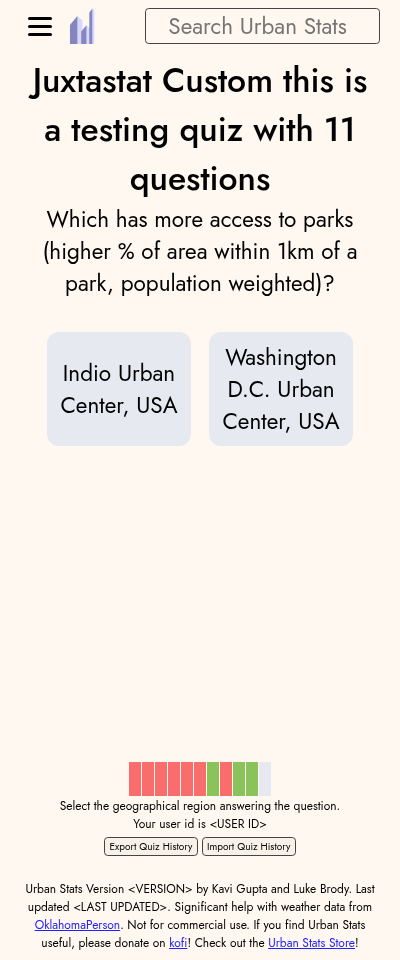 Search Urban Stats
Juxtastat Custom this is
a testing quiz with 11
questions
Which has more access to parks
(higher % of area within 1km of a
park, population weighted)?
Indio Urban
Center, USA
Washington
D.C. Urban
Center, USA
Select the geographical region answering the question.
Your user id is <USER ID>
Export Quiz History
Import Quiz History
Urban Stats Version <VERSION> by Kavi Gupta and Luke Brody. Last
updated <LAST UPDATED>. Significant help with weather data from
OklahomaPerson. Not for commercial use. If you find Urban Stats
useful, please donate on kofi! Check out the Urban Stats Store!